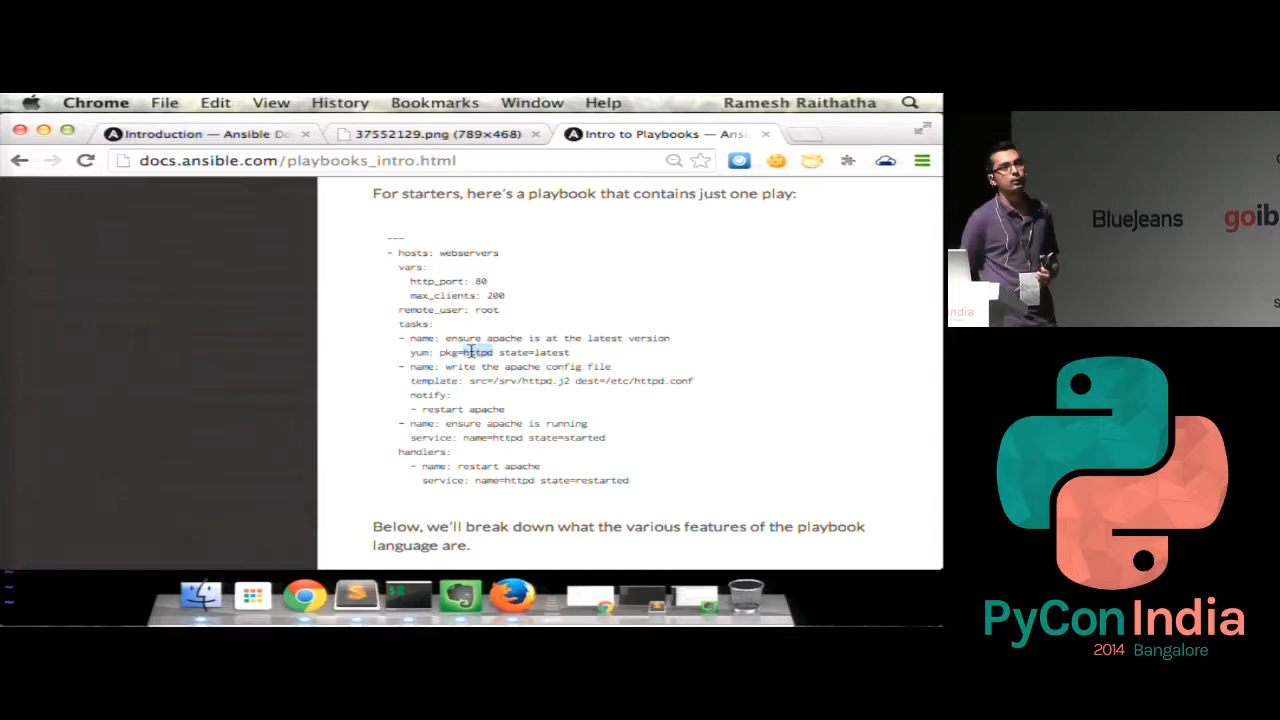 Chrome File Edit View History Bookmarks Window Help Ramesh Raithatha
Introduction — Ansible Do
37552129.png (789×468)
Intro to Playbooks — Ans
docs.ansible.com/playbooks_intro.html
For starters, here's a playbook that contains just one play:
---
- hosts: webservers
vars:
http_port: 80
max_clients: 200
remote_user: root
tasks:
- name: ensure apache is at the latest version
yum: pkg=httpd state=latest
- name: write the apache config file
template: src=/srv/httpd.j2 dest=/etc/httpd.conf
notify:
- restart apache
- name: ensure apache is running
service: name=httpd state=started
handlers:
- name: restart apache
service: name=httpd state=restarted
Below, we'll break down what the various features of the playbook
language are.
BlueJeans
goib
India
PyCon India
2014 Bangalore